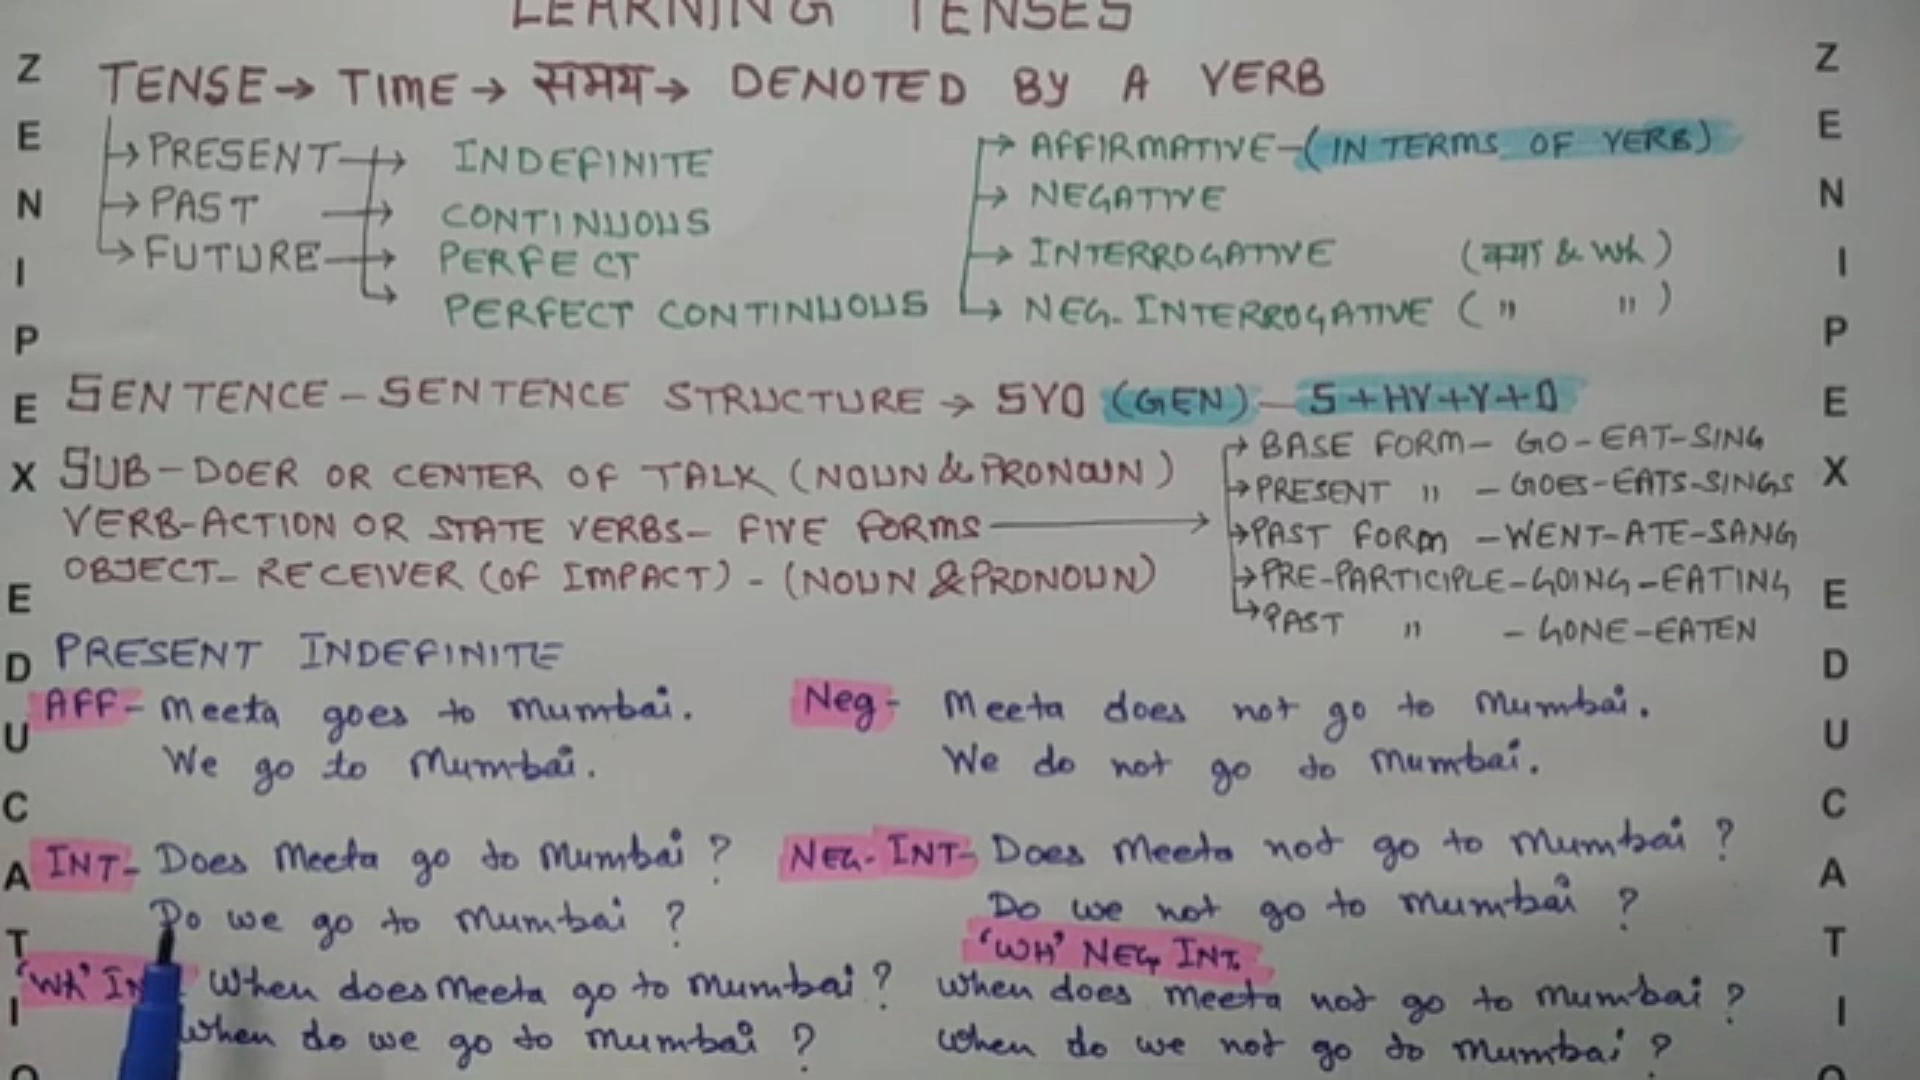 LEARNING TENSES
TENSE→ TIME→ समय→ DENOTED BY A VERB
→PRESENT→ INDEFINITE
→PAST → CONTINUOUS
→FUTURE→ PERFECT
PERFECT CONTINUOUS
→ AFFIRMATIVE-(IN TERMS OF VERB)
→ NEGATIVE
→ INTERROGATIVE (क्या & Wh)
→ NEG. INTERROGATIVE ( " " )
SENTENCE-SENTENCE STRUCTURE → SVO (GEN)- S+HV+V+O
SUB-DOER OR CENTER OF TALK (NOUN & PRONOUN)
VERB-ACTION OR STATE VERBS- FIVE FORMS →
OBJECT- RECEIVER (OF IMPACT) - (NOUN & PRONOUN)
→ BASE FORM- GO-EAT-SING
→PRESENT " - GOES-EATS-SINGS
→PAST FORM -WENT-ATE-SANG
→PRE-PARTICIPLE-GOING-EATING
→PAST " - GONE-EATEN
PRESENT INDEFINITE
AFF- Meeta goes to Mumbai.
We go to Mumbai.
Neg- Meeta does not go to Mumbai.
We do not go to Mumbai.
INT- Does Meeta go to Mumbai ?
Do we go to Mumbai ?
NEG-INT- Does Meeta not go to Mumbai ?
Do we not go to Mumbai ?
'Wh' IN When does Meeta go to Mumbai ?
When do we go to Mumbai ?
'WH' NEG INT.
When does Meeta not go to Mumbai ?
When do we not go to Mumbai ?
ZENIPEX EDUCATIO
ZENIPEX EDUCATIO